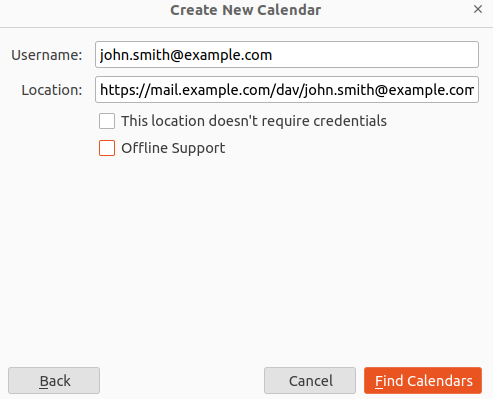 Create New Calendar
Username: john.smith@example.com
Location: https://mail.example.com/dav/john.smith@example.com
This location doesn't require credentials
Offline Support
Back Cancel Find Calendars